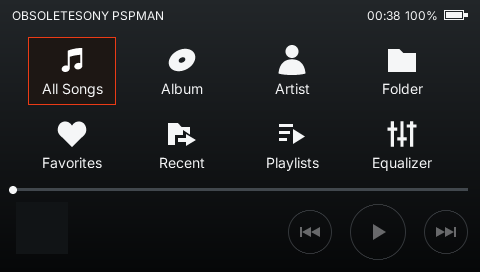 OBSOLETESONY PSPMAN 00:38 100%
All Songs Album Artist Folder
Favorites Recent Playlists Equalizer